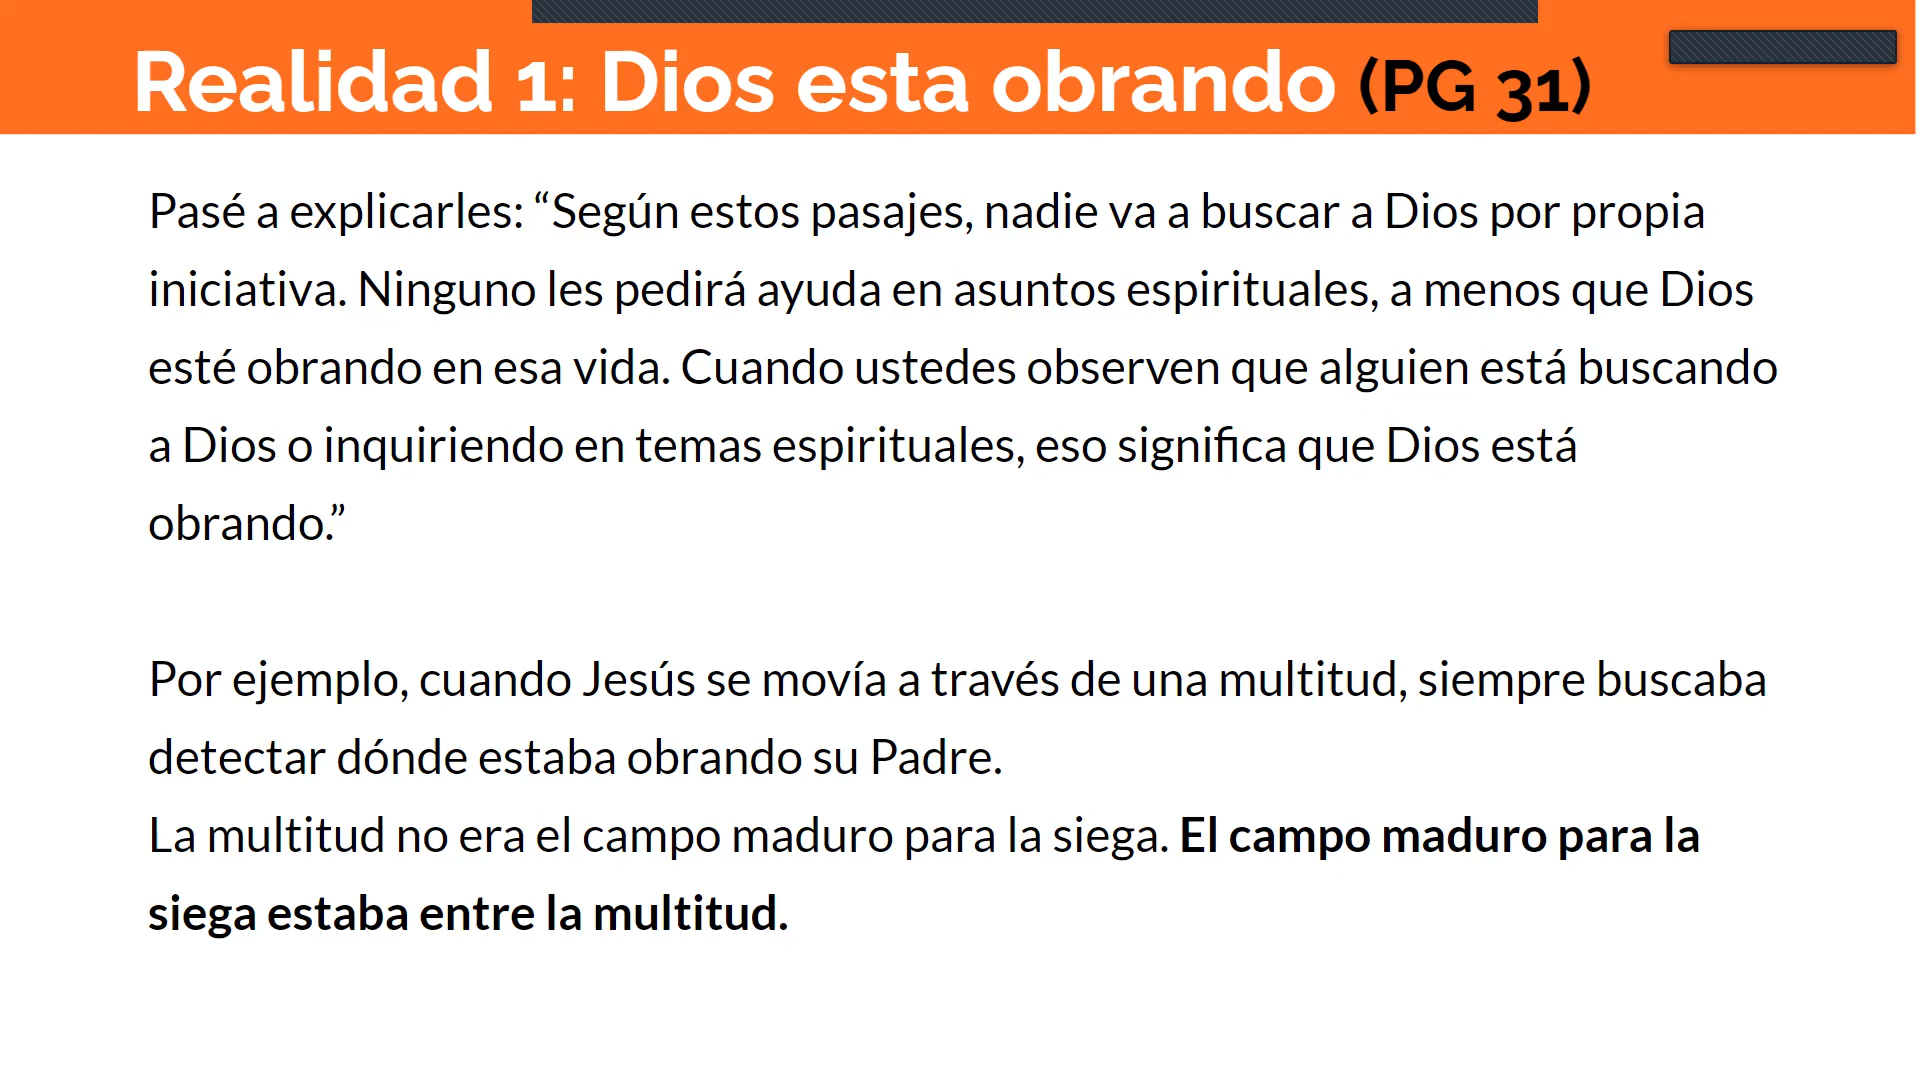 Realidad 1: Dios esta obrando (PG 31)
Pasé a explicarles: “Según estos pasajes, nadie va a buscar a Dios por propia
iniciativa. Ninguno les pedirá ayuda en asuntos espirituales, a menos que Dios
esté obrando en esa vida. Cuando ustedes observen que alguien está buscando
a Dios o inquiriendo en temas espirituales, eso significa que Dios está
obrando.”
Por ejemplo, cuando Jesús se movía a través de una multitud, siempre buscaba
detectar dónde estaba obrando su Padre.
La multitud no era el campo maduro para la siega. El campo maduro para la
siega estaba entre la multitud.